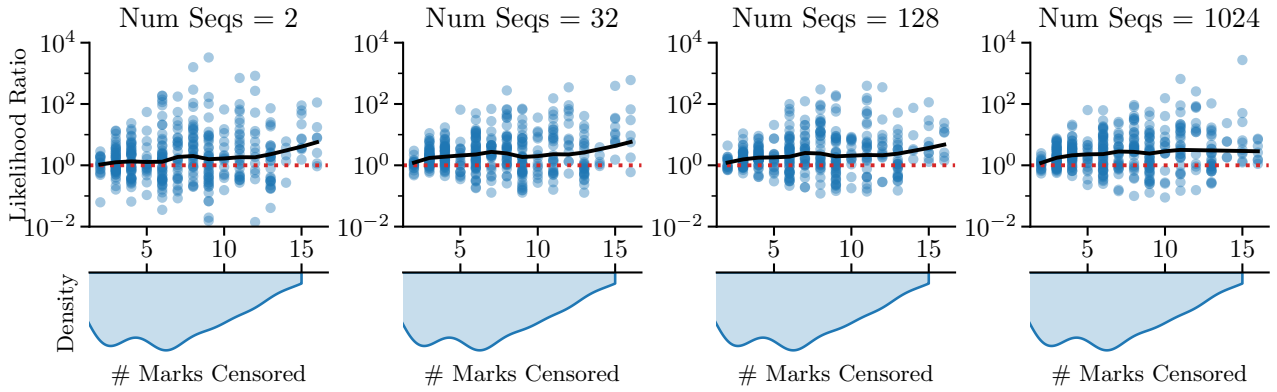 Num Seqs = 2
Num Seqs = 32
Num Seqs = 128
Num Seqs = 1024
Likelihood Ratio
10^4
10^2
10^0
10^−2
5 10 15
10^4
10^2
10^0
10^−2
5 10 15
10^4
10^2
10^0
10^−2
5 10 15
10^4
10^2
10^0
10^−2
5 10 15
Density
# Marks Censored
# Marks Censored
# Marks Censored
# Marks Censored